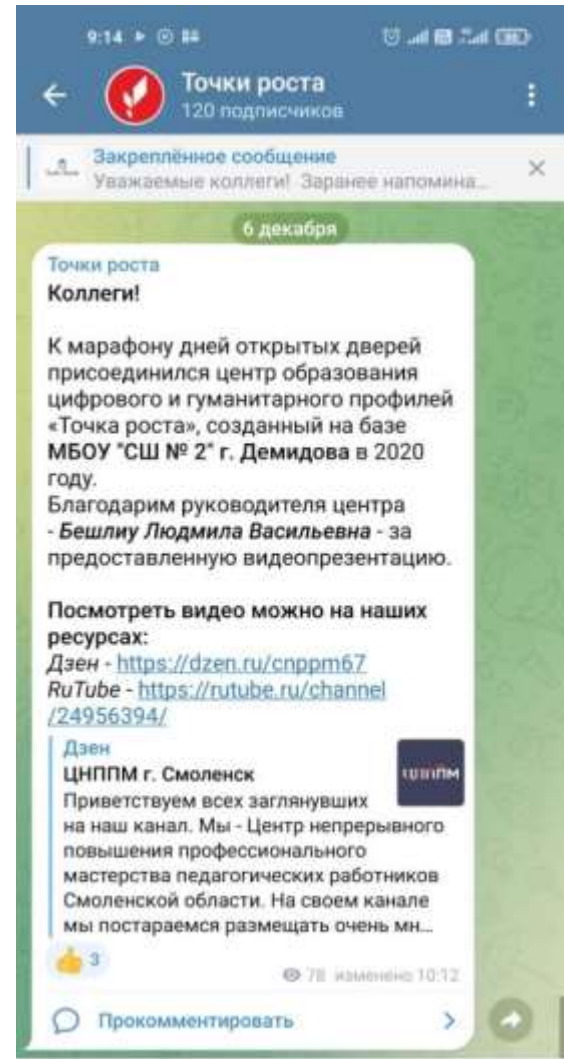 9:14
Точки роста
120 подписчиков
Закреплённое сообщение
Уважаемые коллеги! Заранее напомина...
6 декабря
Точки роста
Коллеги!
К марафону дней открытых дверей
присоединился центр образования
цифрового и гуманитарного профилей
«Точка роста», созданный на базе
МБОУ "СШ № 2" г. Демидова в 2020
году.
Благодарим руководителя центра
- Бешлиу Людмила Васильевна - за
предоставленную видеопрезентацию.
Посмотреть видео можно на наших
ресурсах:
Дзен - https://dzen.ru/cnppm67
RuTube - https://rutube.ru/channel
/24956394/
Дзен
ЦНППМ г. Смоленск
цнппм
Приветствуем всех заглянувших
на наш канал. Мы - Центр непрерывного
повышения профессионального
мастерства педагогических работников
Смоленской области. На своем канале
мы постараемся размещать очень мн...
3
78 изменено 10:12
Прокомментировать